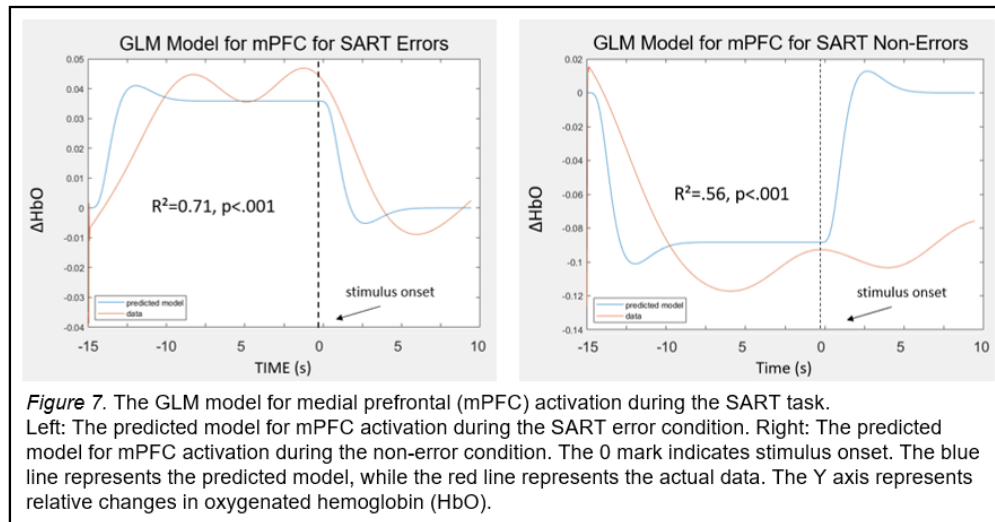 GLM Model for mPFC for SART Errors
0.05
0.04
0.03
0.02
0.01
0
-0.01
-0.02
-0.03
-0.04
ΔHbO
R²=0.71, p<.001
stimulus onset
predicted model
data
-15 -10 -5 0 5 10
TIME (s)
GLM Model for mPFC for SART Non-Errors
0.02
0
-0.02
-0.04
-0.06
-0.08
-0.1
-0.12
-0.14
ΔHbO
R²=.56, p<.001
stimulus onset
predicted model
data
-15 -10 -5 0 5 10
Time (s)
Figure 7. The GLM model for medial prefrontal (mPFC) activation during the SART task.
Left: The predicted model for mPFC activation during the SART error condition. Right: The predicted
model for mPFC activation during the non-error condition. The 0 mark indicates stimulus onset. The blue
line represents the predicted model, while the red line represents the actual data. The Y axis represents
relative changes in oxygenated hemoglobin (HbO).